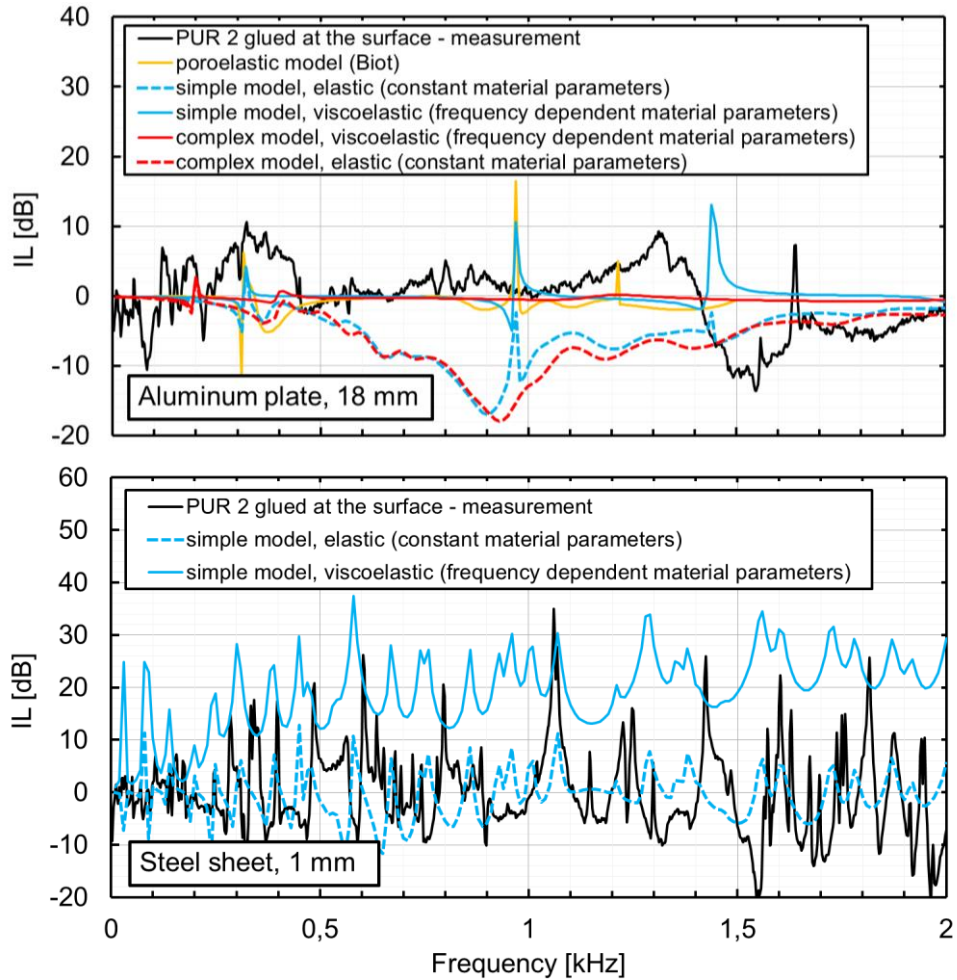 40
30
20
10
0
-10
-20
IL [dB]
PUR 2 glued at the surface - measurement
poroelastic model (Biot)
simple model, elastic (constant material parameters)
simple model, viscoelastic (frequency dependent material parameters)
complex model, viscoelastic (frequency dependent material parameters)
complex model, elastic (constant material parameters)
Aluminum plate, 18 mm
60
50
40
30
20
10
0
-10
-20
IL [dB]
PUR 2 glued at the surface - measurement
simple model, elastic (constant material parameters)
simple model, viscoelastic (frequency dependent material parameters)
Steel sheet, 1 mm
0 0,5 1 1,5 2
Frequency [kHz]